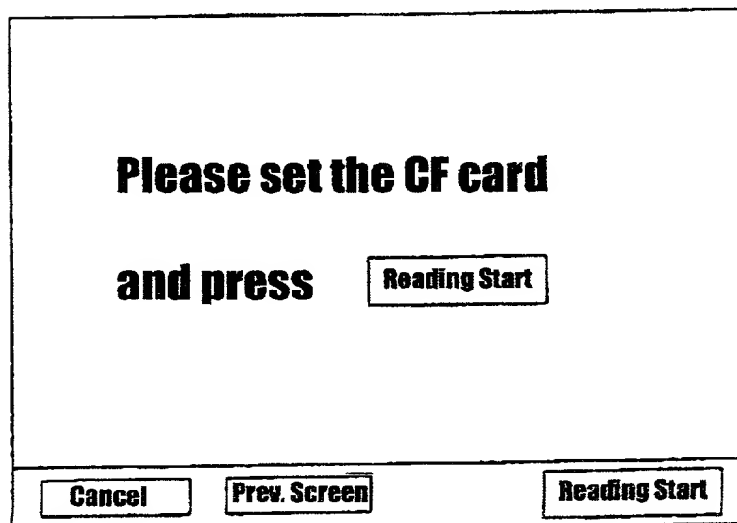 Please set the CF card
and press Reading Start
Cancel Prev. Screen Reading Start